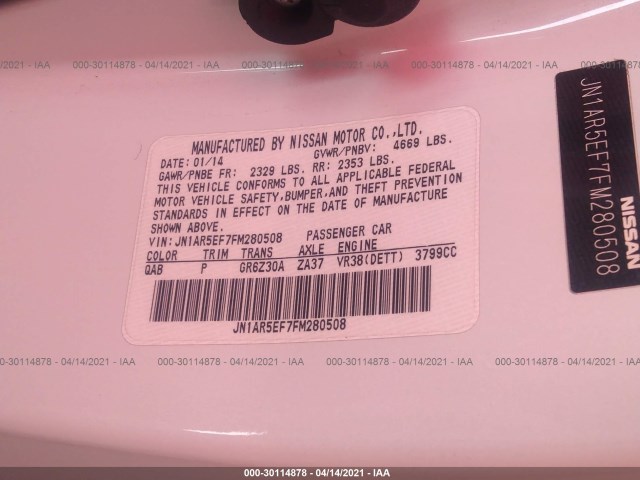 000-30114878 - 04/14/2021 - IAA
000-30114878 - 04/14/2021 - IAA
000-30114878 - 04/14/2021 - IAA
MANUFACTURED BY NISSAN MOTOR CO.,LTD.
DATE: 01/14 GVWR/PNBV: 4669 LBS.
GAWR/PNBE FR: 2329 LBS. RR: 2353 LBS.
THIS VEHICLE CONFORMS TO ALL APPLICABLE FEDERAL
MOTOR VEHICLE SAFETY,BUMPER,AND THEFT PREVENTION
STANDARDS IN EFFECT ON THE DATE OF MANUFACTURE
SHOWN ABOVE.
VIN:JN1AR5EF7FM280508 PASSENGER CAR
COLOR TRIM TRANS AXLE ENGINE
QAB P GR6Z30A ZA37 VR38(DETT) 3799CC
JN1AR5EF7FM280508
JN1AR5EF7FM280508
NISSAN
000-30114878 - 04/14/2021 - IAA
000-30114878 - 04/14/2021 - IAA
000-30114878 - 04/14/2021 - IAA
000-30114878 - 04/14/2021 - IAA